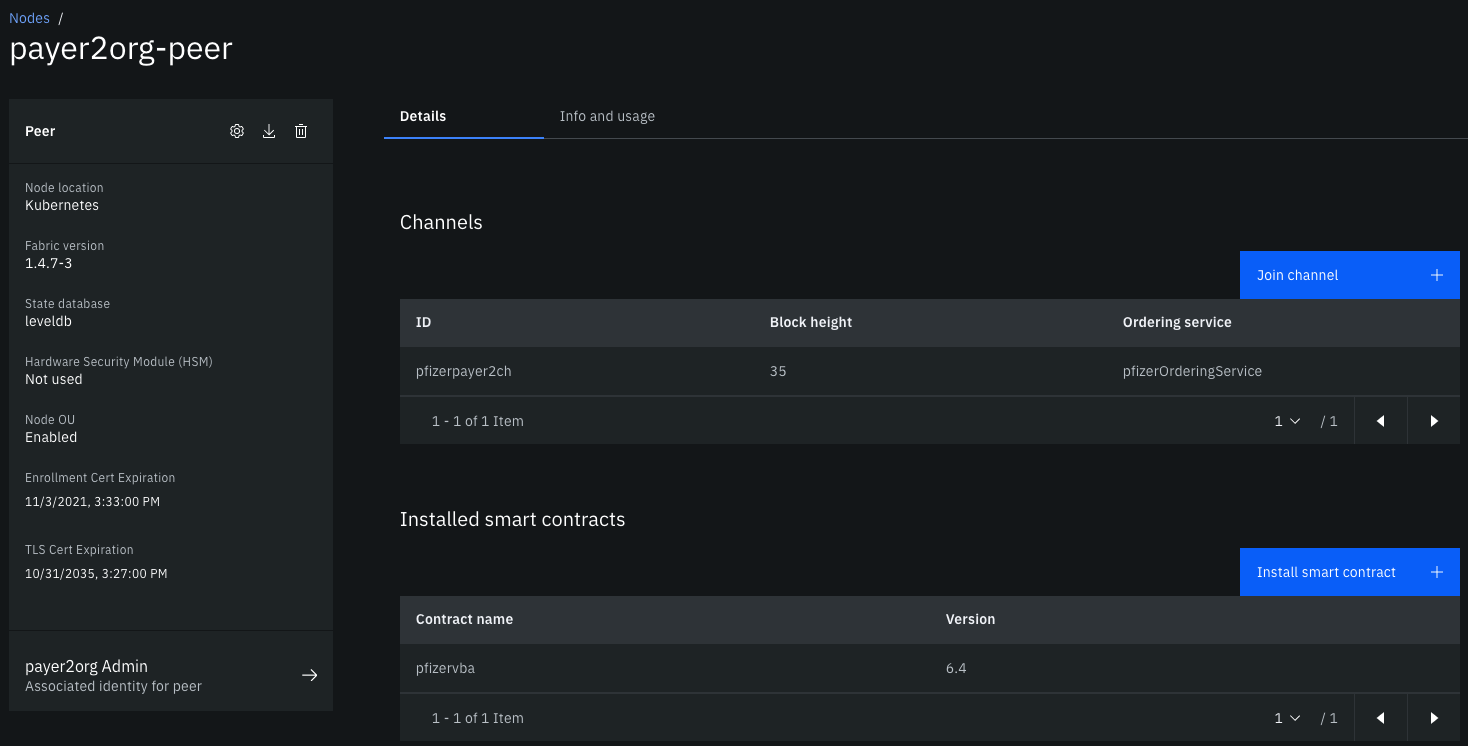 Nodes /
payer2org-peer
Peer
Node location
Kubernetes
Fabric version
1.4.7-3
State database
leveldb
Hardware Security Module (HSM)
Not used
Node OU
Enabled
Enrollment Cert Expiration
11/3/2021, 3:33:00 PM
TLS Cert Expiration
10/31/2035, 3:27:00 PM
payer2org Admin
Associated identity for peer
Details Info and usage
Channels
Join channel
ID Block height Ordering service
pfizerpayer2ch 35 pfizerOrderingService
1 - 1 of 1 Item 1 / 1
Installed smart contracts
Install smart contract
Contract name Version
pfizervba 6.4
1 - 1 of 1 Item 1 / 1